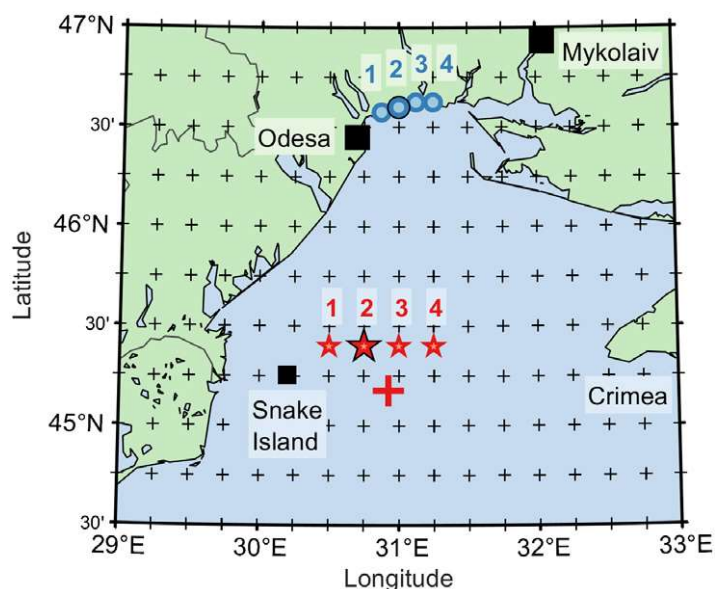 47°N
1 2 3 4
Mykolaiv
30'
Odesa
46°N
Latitude
1 2 3 4
30'
Crimea
Snake
Island
45°N
30'
29°E 30°E 31°E 32°E 33°E
Longitude